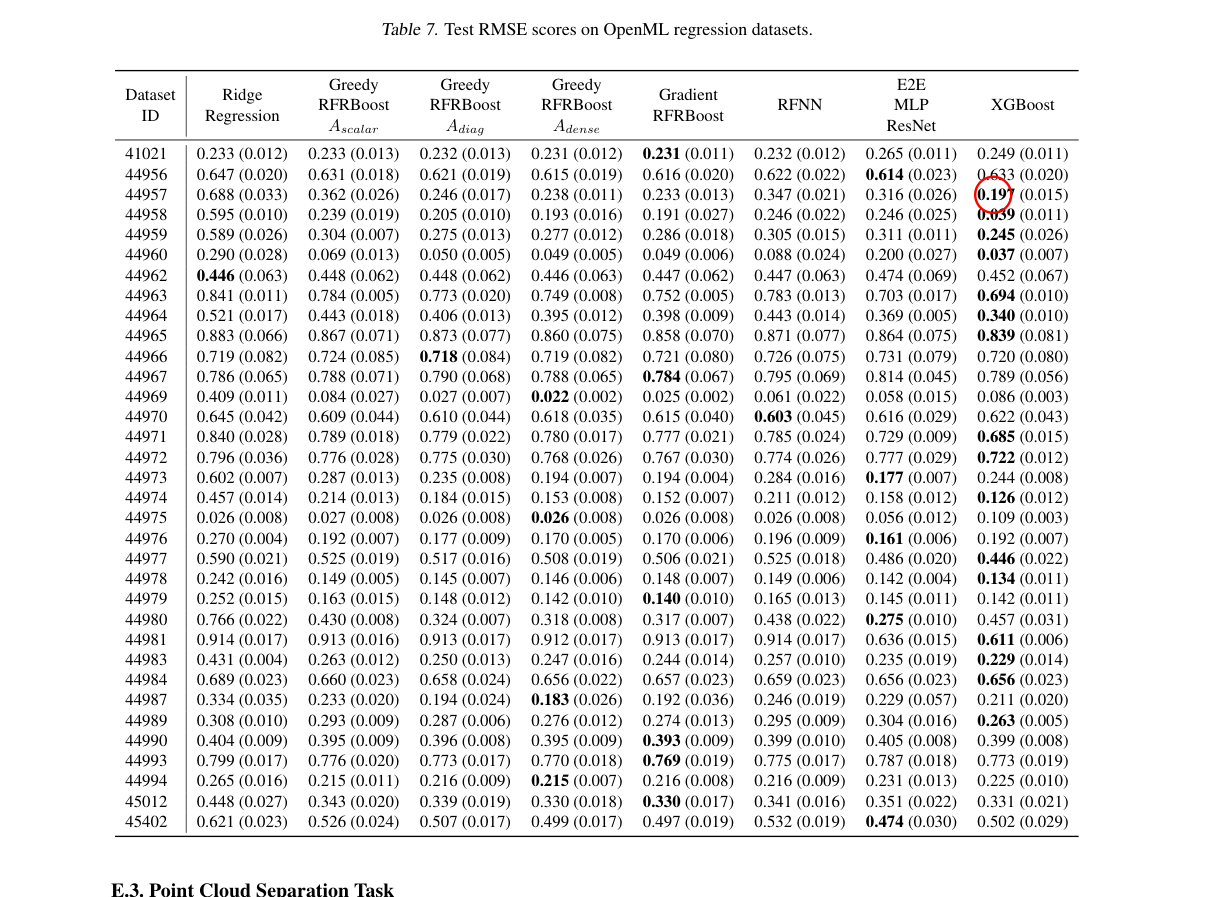 Table 7. Test RMSE scores on OpenML regression datasets.
Dataset ID | Ridge Regression | Greedy RFRBoost A_scalar | Greedy RFRBoost A_diag | Greedy RFRBoost A_dense | Gradient RFRBoost | RFNN | E2E MLP ResNet | XGBoost
41021 0.233 (0.012) 0.233 (0.013) 0.232 (0.013) 0.231 (0.012) 0.231 (0.011) 0.232 (0.012) 0.265 (0.011) 0.249 (0.011)
44956 0.647 (0.020) 0.631 (0.018) 0.621 (0.019) 0.615 (0.019) 0.616 (0.020) 0.622 (0.022) 0.614 (0.023) 0.633 (0.020)
44957 0.688 (0.033) 0.362 (0.026) 0.246 (0.017) 0.238 (0.011) 0.233 (0.013) 0.347 (0.021) 0.316 (0.026) 0.197 (0.015)
44958 0.595 (0.010) 0.239 (0.019) 0.205 (0.010) 0.193 (0.016) 0.191 (0.027) 0.246 (0.022) 0.246 (0.025) 0.039 (0.011)
44959 0.589 (0.026) 0.304 (0.007) 0.275 (0.013) 0.277 (0.012) 0.286 (0.018) 0.305 (0.015) 0.311 (0.011) 0.245 (0.026)
44960 0.290 (0.028) 0.069 (0.013) 0.050 (0.005) 0.049 (0.005) 0.049 (0.006) 0.088 (0.024) 0.200 (0.027) 0.037 (0.007)
44962 0.446 (0.063) 0.448 (0.062) 0.448 (0.062) 0.446 (0.063) 0.447 (0.062) 0.447 (0.063) 0.474 (0.069) 0.452 (0.067)
44963 0.841 (0.011) 0.784 (0.005) 0.773 (0.020) 0.749 (0.008) 0.752 (0.005) 0.783 (0.013) 0.703 (0.017) 0.694 (0.010)
44964 0.521 (0.017) 0.443 (0.018) 0.406 (0.013) 0.395 (0.012) 0.398 (0.009) 0.443 (0.014) 0.369 (0.005) 0.340 (0.010)
44965 0.883 (0.066) 0.867 (0.071) 0.873 (0.077) 0.860 (0.075) 0.858 (0.070) 0.871 (0.077) 0.864 (0.075) 0.839 (0.081)
44966 0.719 (0.082) 0.724 (0.085) 0.718 (0.084) 0.719 (0.082) 0.721 (0.080) 0.726 (0.075) 0.731 (0.079) 0.720 (0.080)
44967 0.786 (0.065) 0.788 (0.071) 0.790 (0.068) 0.788 (0.065) 0.784 (0.067) 0.795 (0.069) 0.814 (0.045) 0.789 (0.056)
44969 0.409 (0.011) 0.084 (0.027) 0.027 (0.007) 0.022 (0.002) 0.025 (0.002) 0.061 (0.022) 0.058 (0.015) 0.086 (0.003)
44970 0.645 (0.042) 0.609 (0.044) 0.610 (0.044) 0.618 (0.035) 0.615 (0.040) 0.603 (0.045) 0.616 (0.029) 0.622 (0.043)
44971 0.840 (0.028) 0.789 (0.018) 0.779 (0.022) 0.780 (0.017) 0.777 (0.021) 0.785 (0.024) 0.729 (0.009) 0.685 (0.015)
44972 0.796 (0.036) 0.776 (0.028) 0.775 (0.030) 0.768 (0.026) 0.767 (0.030) 0.774 (0.026) 0.777 (0.029) 0.722 (0.012)
44973 0.602 (0.007) 0.287 (0.013) 0.235 (0.008) 0.194 (0.007) 0.194 (0.004) 0.284 (0.016) 0.177 (0.007) 0.244 (0.008)
44974 0.457 (0.014) 0.214 (0.013) 0.184 (0.015) 0.153 (0.008) 0.152 (0.007) 0.211 (0.012) 0.158 (0.012) 0.126 (0.012)
44975 0.026 (0.008) 0.027 (0.008) 0.026 (0.008) 0.026 (0.008) 0.026 (0.008) 0.026 (0.008) 0.056 (0.012) 0.109 (0.003)
44976 0.270 (0.004) 0.192 (0.007) 0.177 (0.009) 0.170 (0.005) 0.170 (0.006) 0.196 (0.009) 0.161 (0.006) 0.192 (0.007)
44977 0.590 (0.021) 0.525 (0.019) 0.517 (0.016) 0.508 (0.019) 0.506 (0.021) 0.525 (0.018) 0.486 (0.020) 0.446 (0.022)
44978 0.242 (0.016) 0.149 (0.005) 0.145 (0.007) 0.146 (0.006) 0.148 (0.007) 0.149 (0.006) 0.142 (0.004) 0.134 (0.011)
44979 0.252 (0.015) 0.163 (0.015) 0.148 (0.012) 0.142 (0.010) 0.140 (0.010) 0.165 (0.013) 0.145 (0.011) 0.142 (0.011)
44980 0.766 (0.022) 0.430 (0.008) 0.324 (0.007) 0.318 (0.008) 0.317 (0.007) 0.438 (0.022) 0.275 (0.010) 0.457 (0.031)
44981 0.914 (0.017) 0.913 (0.016) 0.913 (0.017) 0.912 (0.017) 0.913 (0.017) 0.914 (0.017) 0.636 (0.015) 0.611 (0.006)
44983 0.431 (0.004) 0.263 (0.012) 0.250 (0.013) 0.247 (0.016) 0.244 (0.014) 0.257 (0.010) 0.235 (0.019) 0.229 (0.014)
44984 0.689 (0.023) 0.660 (0.023) 0.658 (0.024) 0.656 (0.022) 0.657 (0.023) 0.659 (0.023) 0.656 (0.023) 0.656 (0.023)
44987 0.334 (0.035) 0.233 (0.020) 0.194 (0.024) 0.183 (0.026) 0.192 (0.036) 0.246 (0.019) 0.229 (0.057) 0.211 (0.020)
44989 0.308 (0.010) 0.293 (0.009) 0.287 (0.006) 0.276 (0.012) 0.274 (0.013) 0.295 (0.009) 0.304 (0.016) 0.263 (0.005)
44990 0.404 (0.009) 0.395 (0.009) 0.396 (0.008) 0.395 (0.009) 0.393 (0.009) 0.399 (0.010) 0.405 (0.008) 0.399 (0.008)
44993 0.799 (0.017) 0.776 (0.020) 0.773 (0.017) 0.770 (0.018) 0.769 (0.019) 0.775 (0.017) 0.787 (0.018) 0.773 (0.019)
44994 0.265 (0.016) 0.215 (0.011) 0.216 (0.009) 0.215 (0.007) 0.216 (0.008) 0.216 (0.009) 0.231 (0.013) 0.225 (0.010)
45012 0.448 (0.027) 0.343 (0.020) 0.339 (0.019) 0.330 (0.018) 0.330 (0.017) 0.341 (0.016) 0.351 (0.022) 0.331 (0.021)
45402 0.621 (0.023) 0.526 (0.024) 0.507 (0.017) 0.499 (0.017) 0.497 (0.019) 0.532 (0.019) 0.474 (0.030) 0.502 (0.029)
E.3. Point Cloud Separation Task